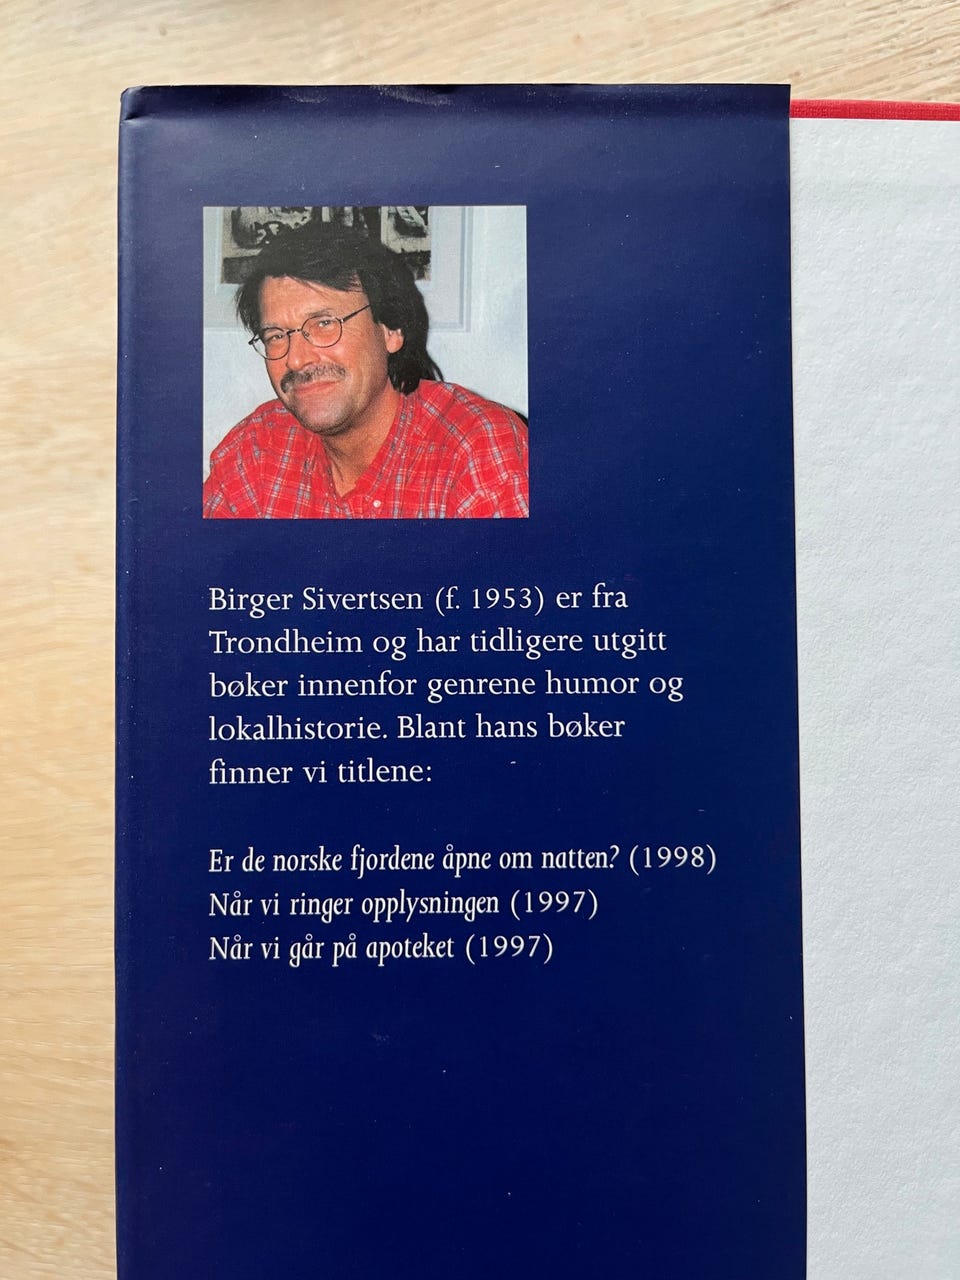 Birger Sivertsen (f. 1953) er fra
Trondheim og har tidligere utgitt
bøker innenfor genrene humor og
lokalhistorie. Blant hans bøker
finner vi titlene:
Er de norske fjordene åpne om natten? (1998)
Når vi ringer opplysningen (1997)
Når vi går på apoteket (1997)